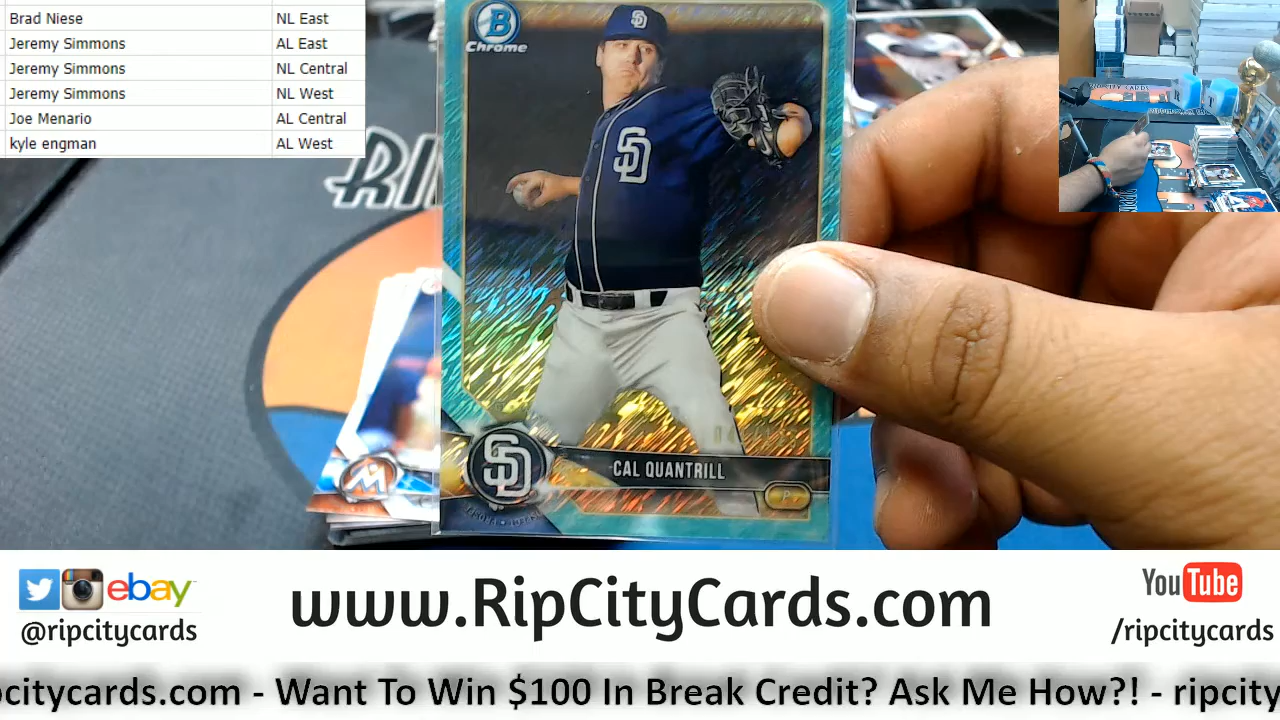 Brad Niese NL East
Jeremy Simmons AL East
Jeremy Simmons NL Central
Jeremy Simmons NL West
Joe Menario AL Central
kyle engman AL West
B
Chrome
SD
SD
SD
CAL QUANTRILL
P
ebay
@ripcitycards
www.RipCityCards.com
YouTube
/ripcitycards
pcitycards.com - Want To Win $100 In Break Credit? Ask Me How?! - ripcity